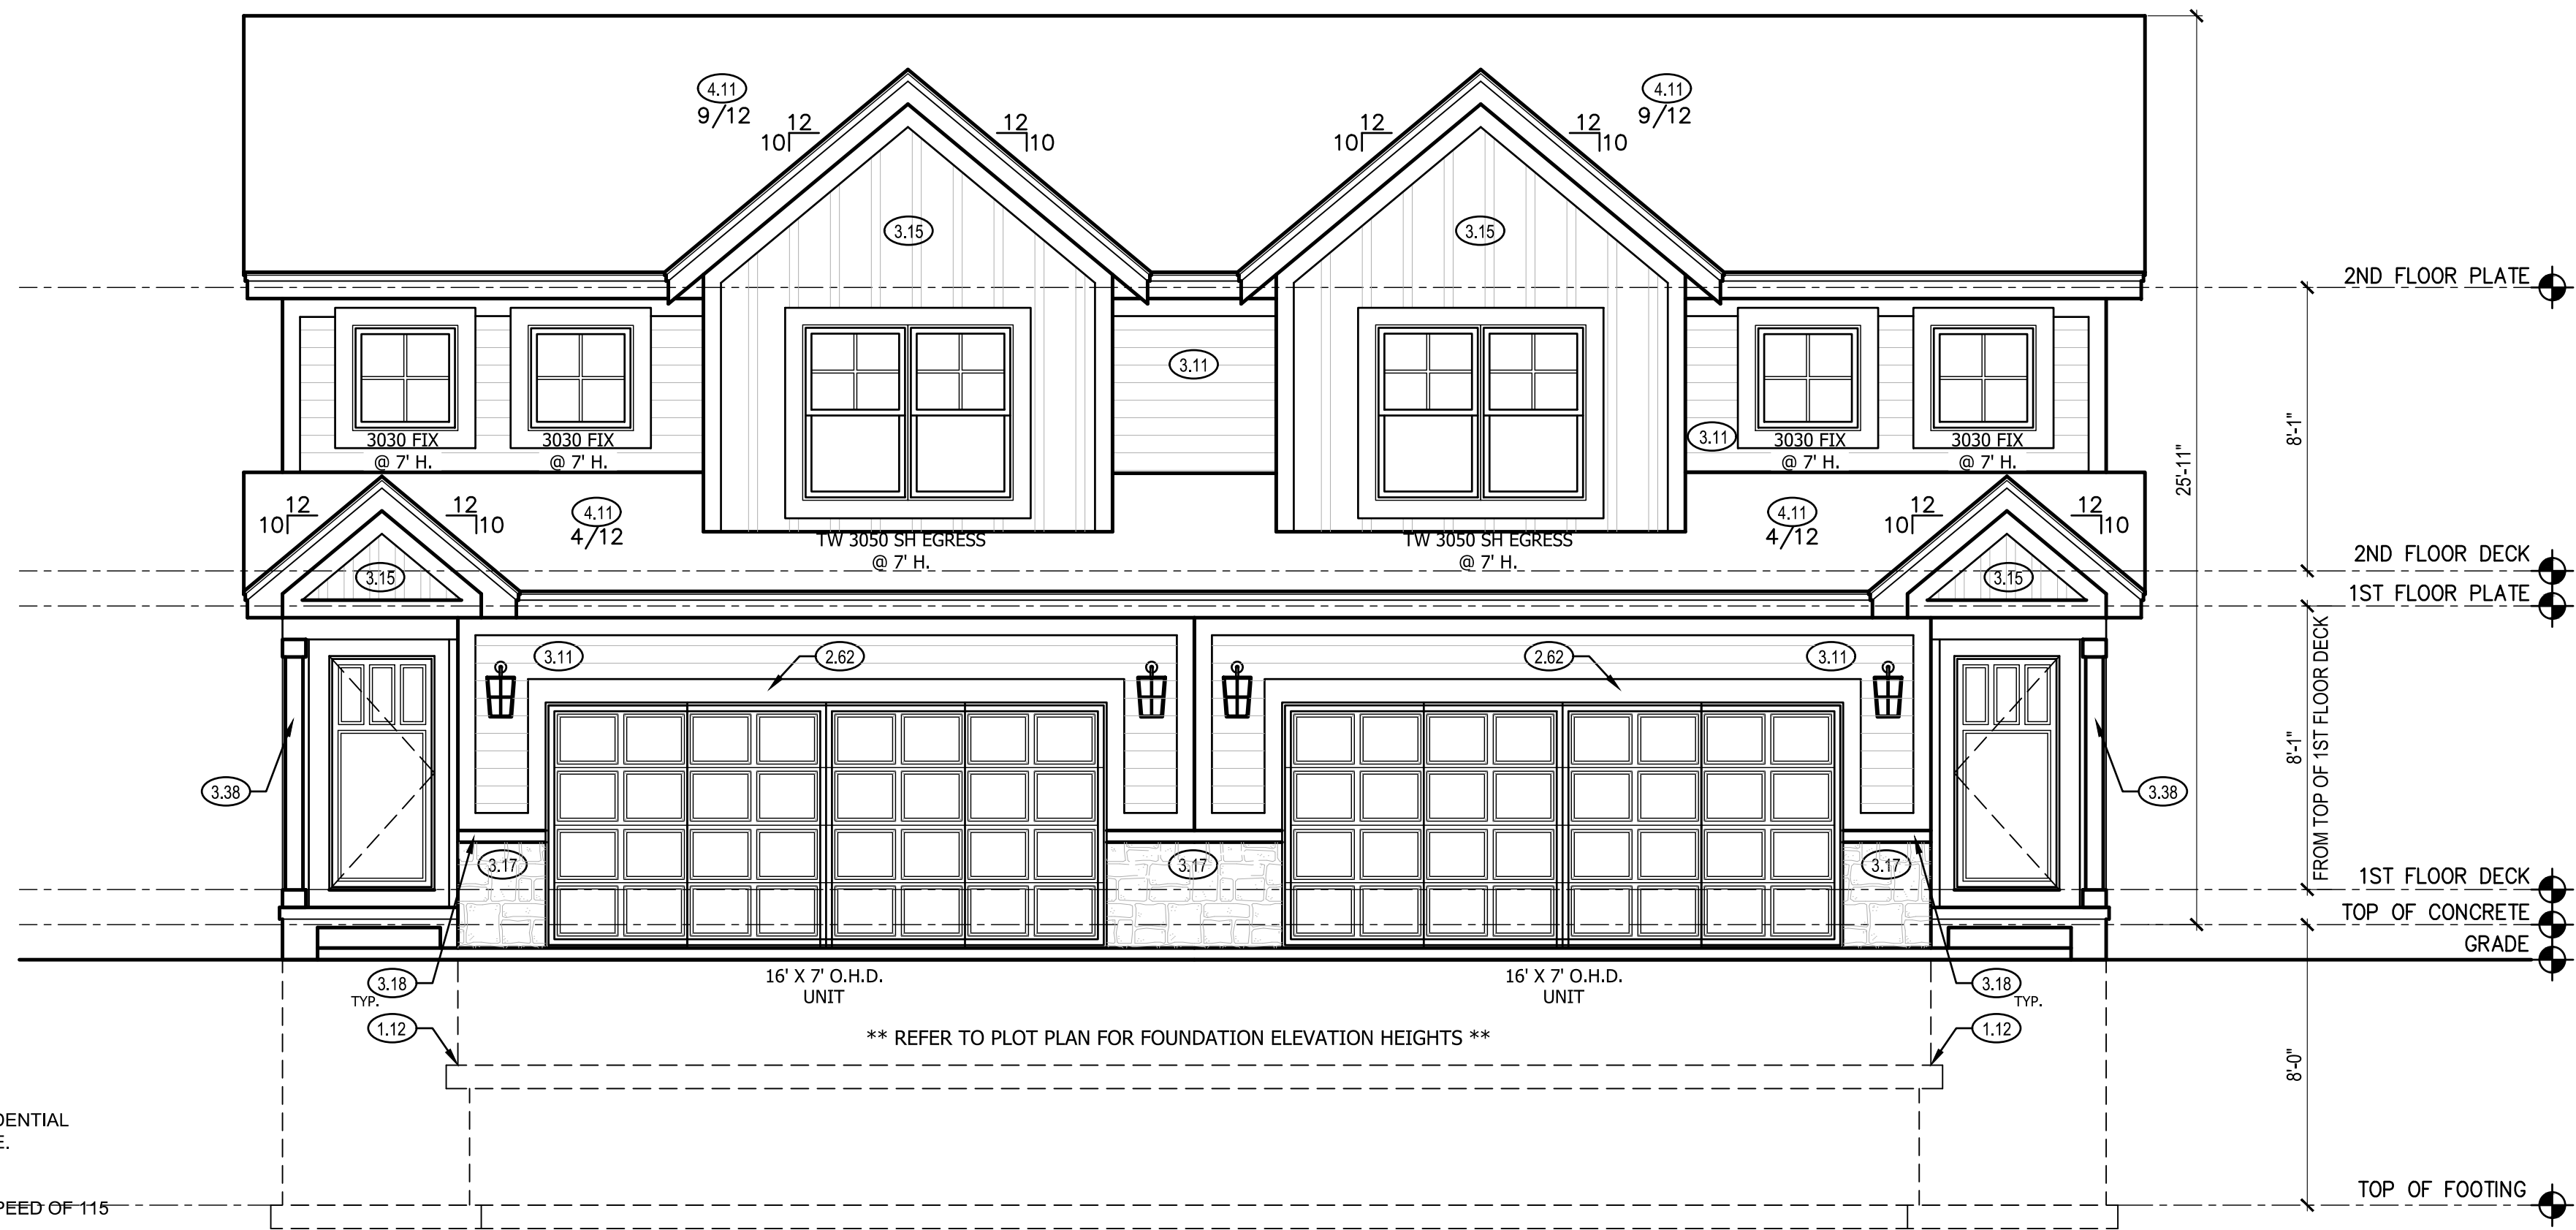 4.11
9/12
4.11
9/12
12
10
12
10
12
10
12
10
3.15
3.15
2ND FLOOR PLATE
3.11
3.11
3030 FIX
@ 7' H.
3030 FIX
@ 7' H.
3030 FIX
@ 7' H.
3030 FIX
@ 7' H.
8'-1"
25'-11"
12
10
12
10
4.11
4/12
4.11
4/12
12
10
12
10
TW 3050 SH EGRESS
@ 7' H.
TW 3050 SH EGRESS
@ 7' H.
2ND FLOOR DECK
3.15
3.15
1ST FLOOR PLATE
3.11
2.62
2.62
3.11
8'-1"
FROM TOP OF 1ST FLOOR DECK
3.38
3.38
3.17
3.17
3.17
1ST FLOOR DECK
TOP OF CONCRETE
GRADE
3.18
TYP.
16' X 7' O.H.D.
UNIT
16' X 7' O.H.D.
UNIT
3.18
TYP.
1.12
** REFER TO PLOT PLAN FOR FOUNDATION ELEVATION HEIGHTS **
1.12
8'-0"
DENTIAL
E.
PEED OF 115
TOP OF FOOTING